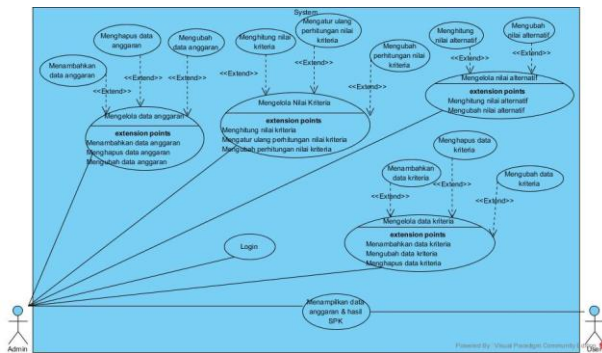 System
Menghapus data
anggaran
Mengubah
data anggaran
Menambahkan
data anggaran
Menghitung nilai
kriteria
Mengatur ulang
perhitungan nilai
kriteria
Mengubah
perhitungan nilai
kriteria
Menghitung
nilai alternatif
Mengubah
nilai alternatif
<<Extend>>
<<Extend>>
<<Extend>>
<<Extend>>
<<Extend>>
<<Extend>>
<<Extend>>
<<Extend>>
Mengelola data anggaran
extension points
Menambahkan data anggaran
Menghapus data anggaran
Mengubah data anggaran
Mengelola Nilai Kriteria
extension points
Menghitung nilai kriteria
Mengatur ulang perhitungan nilai kriteria
Mengubah perhitungan nilai kriteria
Mengelola nilai alternatif
extension points
Menghitung nilai alternatif
Mengubah nilai alternatif
Menambahkan
data kriteria
Menghapus data
kriteria
Mengubah data
kriteria
<<Extend>>
<<Extend>>
<<Extend>>
Mengelola data kriteria
extension points
Menambahkan data kriteria
Mengubah data kriteria
Menghapus data kriteria
Login
Menampilkan data
anggaran & hasil
SPK
Admin
User
Powered By Visual Paradigm Community Edition